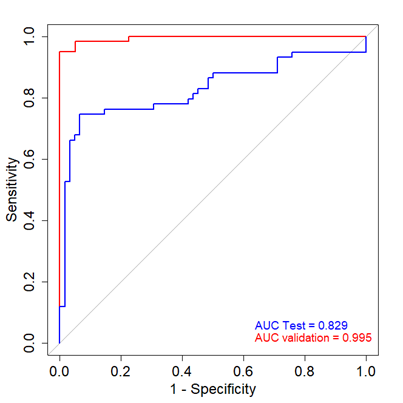 1.0
0.8
0.6
0.4
0.2
0.0
Sensitivity
AUC Test = 0.829
AUC validation = 0.995
0.0 0.2 0.4 0.6 0.8 1.0
1 - Specificity